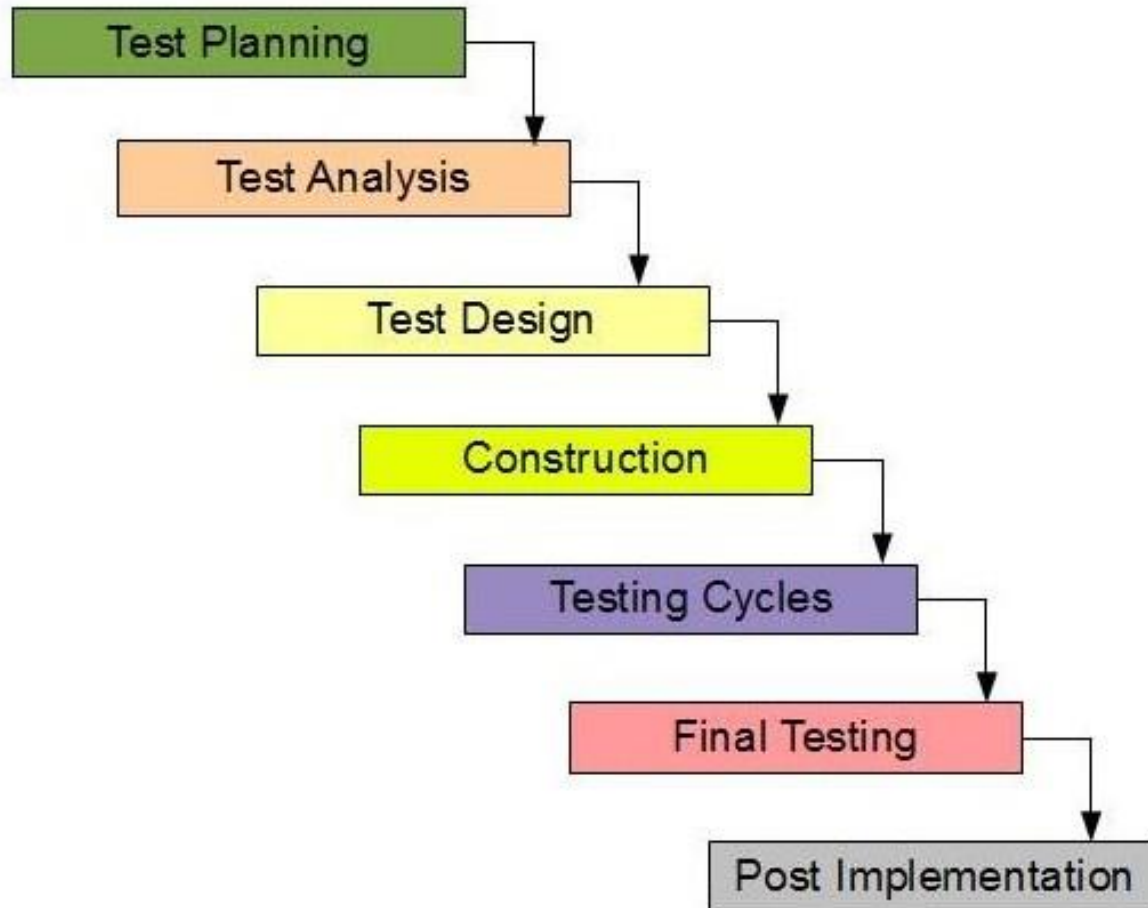 Test Planning
Test Analysis
Test Design
Construction
Testing Cycles
Final Testing
Post Implementation